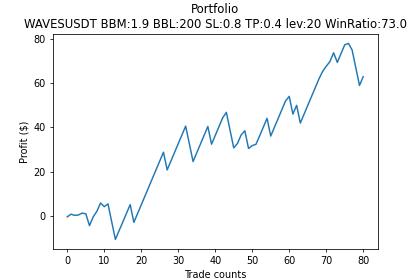 Portfolio
WAVESUSDT BBM:1.9 BBL:200 SL:0.8 TP:0.4 lev:20 WinRatio:73.0
80
60
40
20
0
Profit ($)
0 10 20 30 40 50 60 70 80
Trade counts